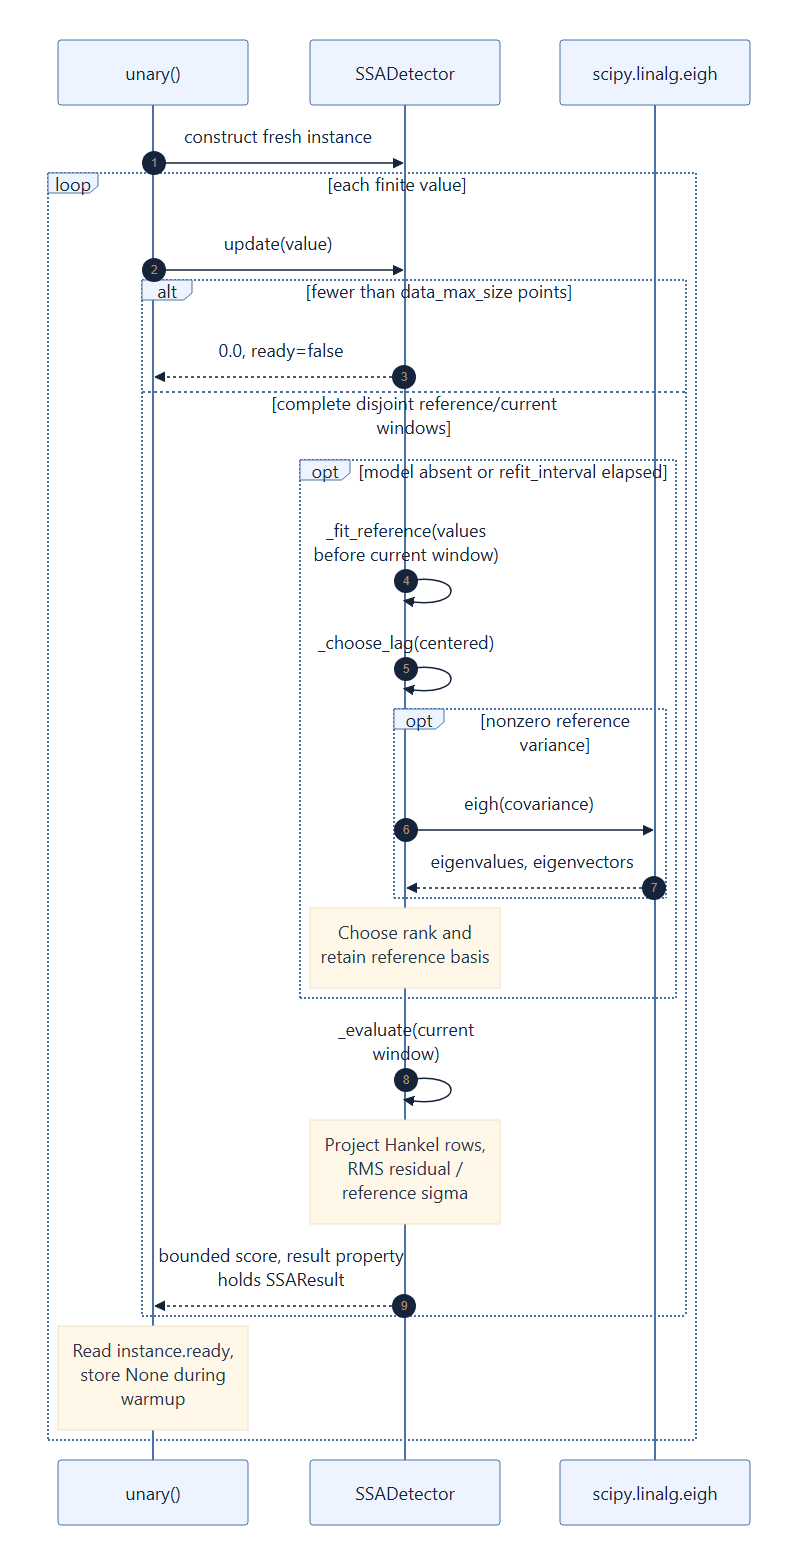 unary()
SSADetector
scipy.linalg.eigh
construct fresh instance
1
loop
[each finite value]
update(value)
2
alt
[fewer than data_max_size points]
0.0, ready=false
3
[complete disjoint reference/current
windows]
opt
[model absent or refit_interval elapsed]
_fit_reference(values
before current window)
4
_choose_lag(centered)
5
opt
[nonzero reference
variance]
eigh(covariance)
6
eigenvalues, eigenvectors
7
Choose rank and
retain reference basis
_evaluate(current
window)
8
Project Hankel rows,
RMS residual /
reference sigma
bounded score, result property
holds SSAResult
9
Read instance.ready,
store None during
warmup
unary()
SSADetector
scipy.linalg.eigh